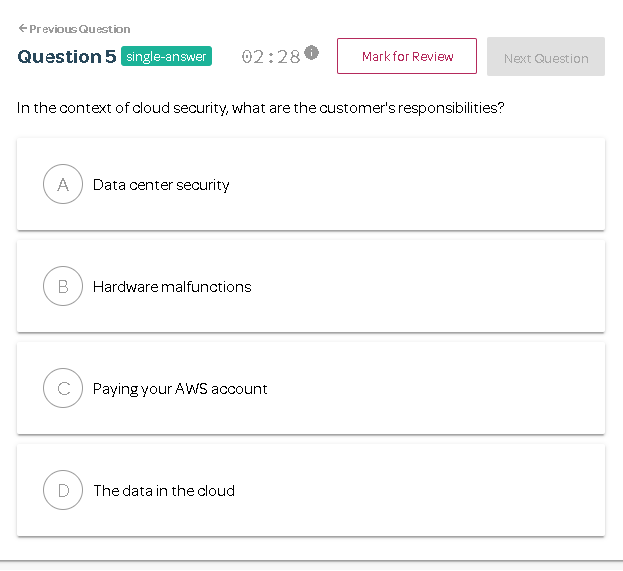 ← Previous Question
Question 5 single-answer 02:28 i Mark for Review Next Question
In the context of cloud security, what are the customer's responsibilities?
A Data center security
B Hardware malfunctions
C Paying your AWS account
D The data in the cloud